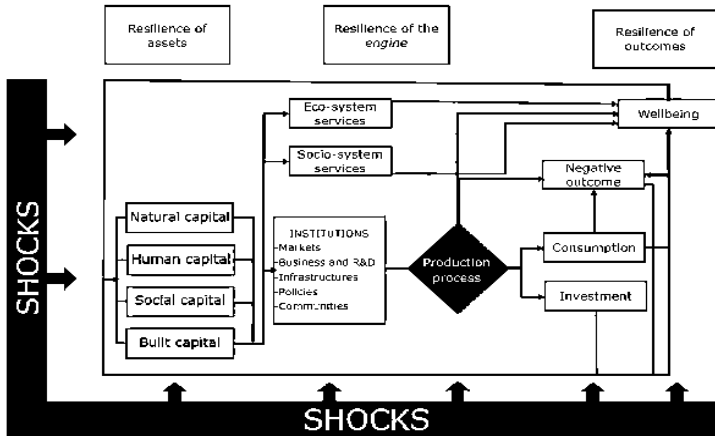 Resilience of
assets
Resilience of the
engine
Resilience of
outcomes
SHOCKS
Eco-system
services
Wellbeing
Socio-system
services
Negative
outcome
Natural capital
Human capital
Social capital
Built capital
INSTITUTIONS
-Markets
-Business and R&D
-Infrastructures
-Policies
-Communities
Production
process
Consumption
Investment
SHOCKS